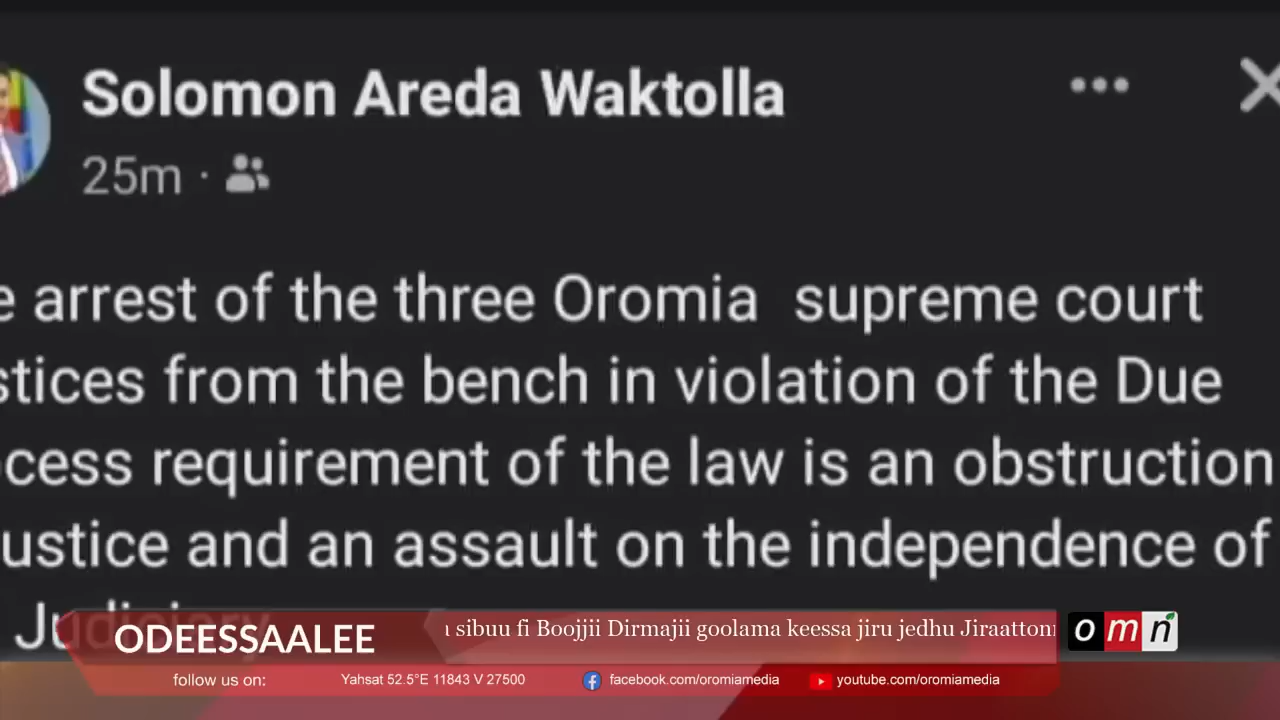 Solomon Areda Waktolla
25m ·
e arrest of the three Oromia supreme court
stices from the bench in violation of the Due
cess requirement of the law is an obstruction
ustice and an assault on the independence of
Judiciary
ODEESSAALEE
sibuu fi Boojjii Dirmajii goolama keessa jiru jedhu Jiraatton
omn
follow us on:
Yahsat 52.5°E 11843 V 27500
facebook.com/oromiamedia
youtube.com/oromiamedia